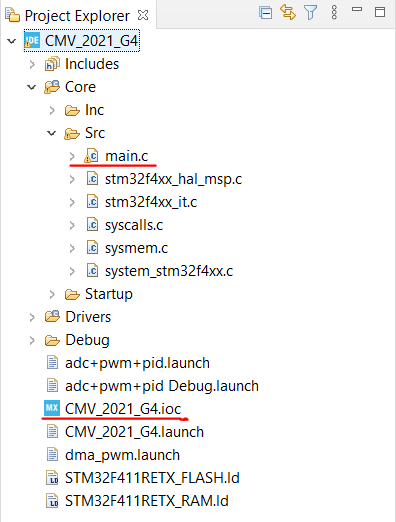 Project Explorer
CMV_2021_G4
Includes
Core
Inc
Src
main.c
stm32f4xx_hal_msp.c
stm32f4xx_it.c
syscalls.c
sysmem.c
system_stm32f4xx.c
Startup
Drivers
Debug
adc+pwm+pid.launch
adc+pwm+pid Debug.launch
MX CMV_2021_G4.ioc
CMV_2021_G4.launch
dma_pwm.launch
STM32F411RETX_FLASH.ld
STM32F411RETX_RAM.ld